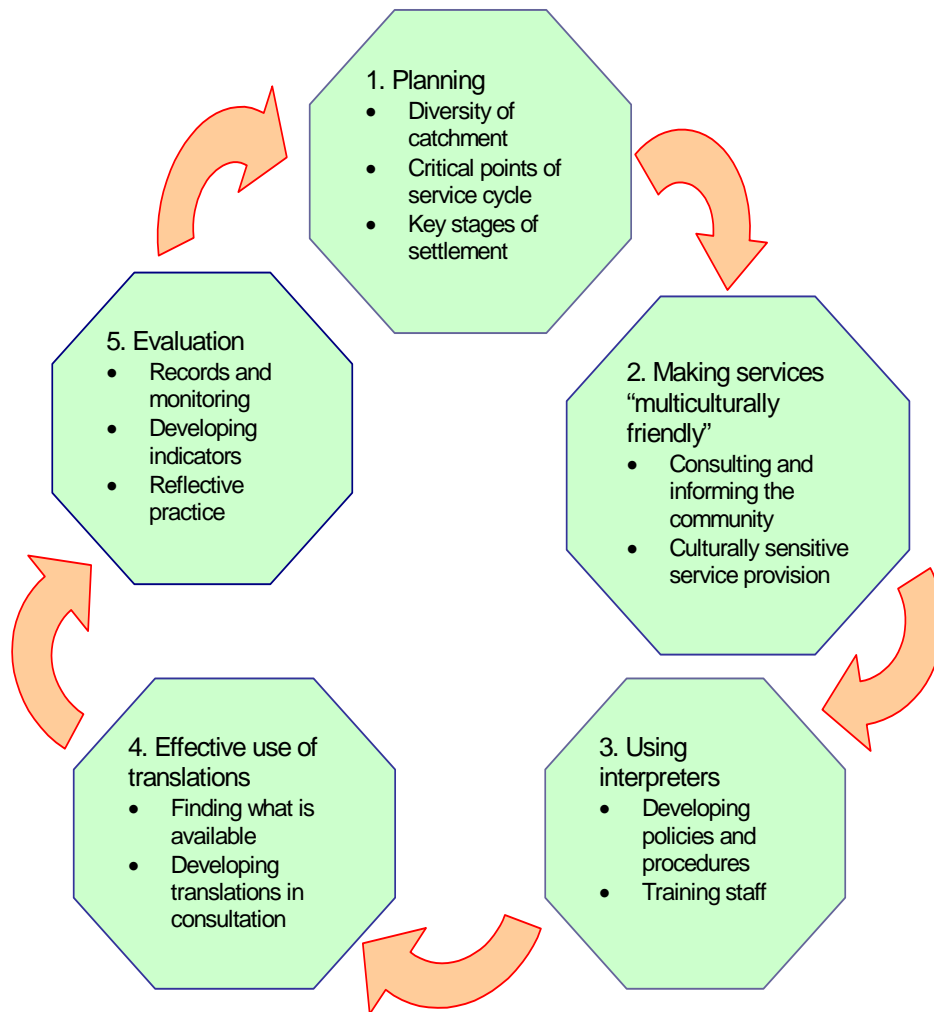 1. Planning
• Diversity of
catchment
• Critical points of
service cycle
• Key stages of
settlement
2. Making services
“multiculturally
friendly”
• Consulting and
informing the
community
• Culturally sensitive
service provision
3. Using
interpreters
• Developing
policies and
procedures
• Training staff
4. Effective use of
translations
• Finding what is
available
• Developing
translations in
consultation
5. Evaluation
• Records and
monitoring
• Developing
indicators
• Reflective
practice